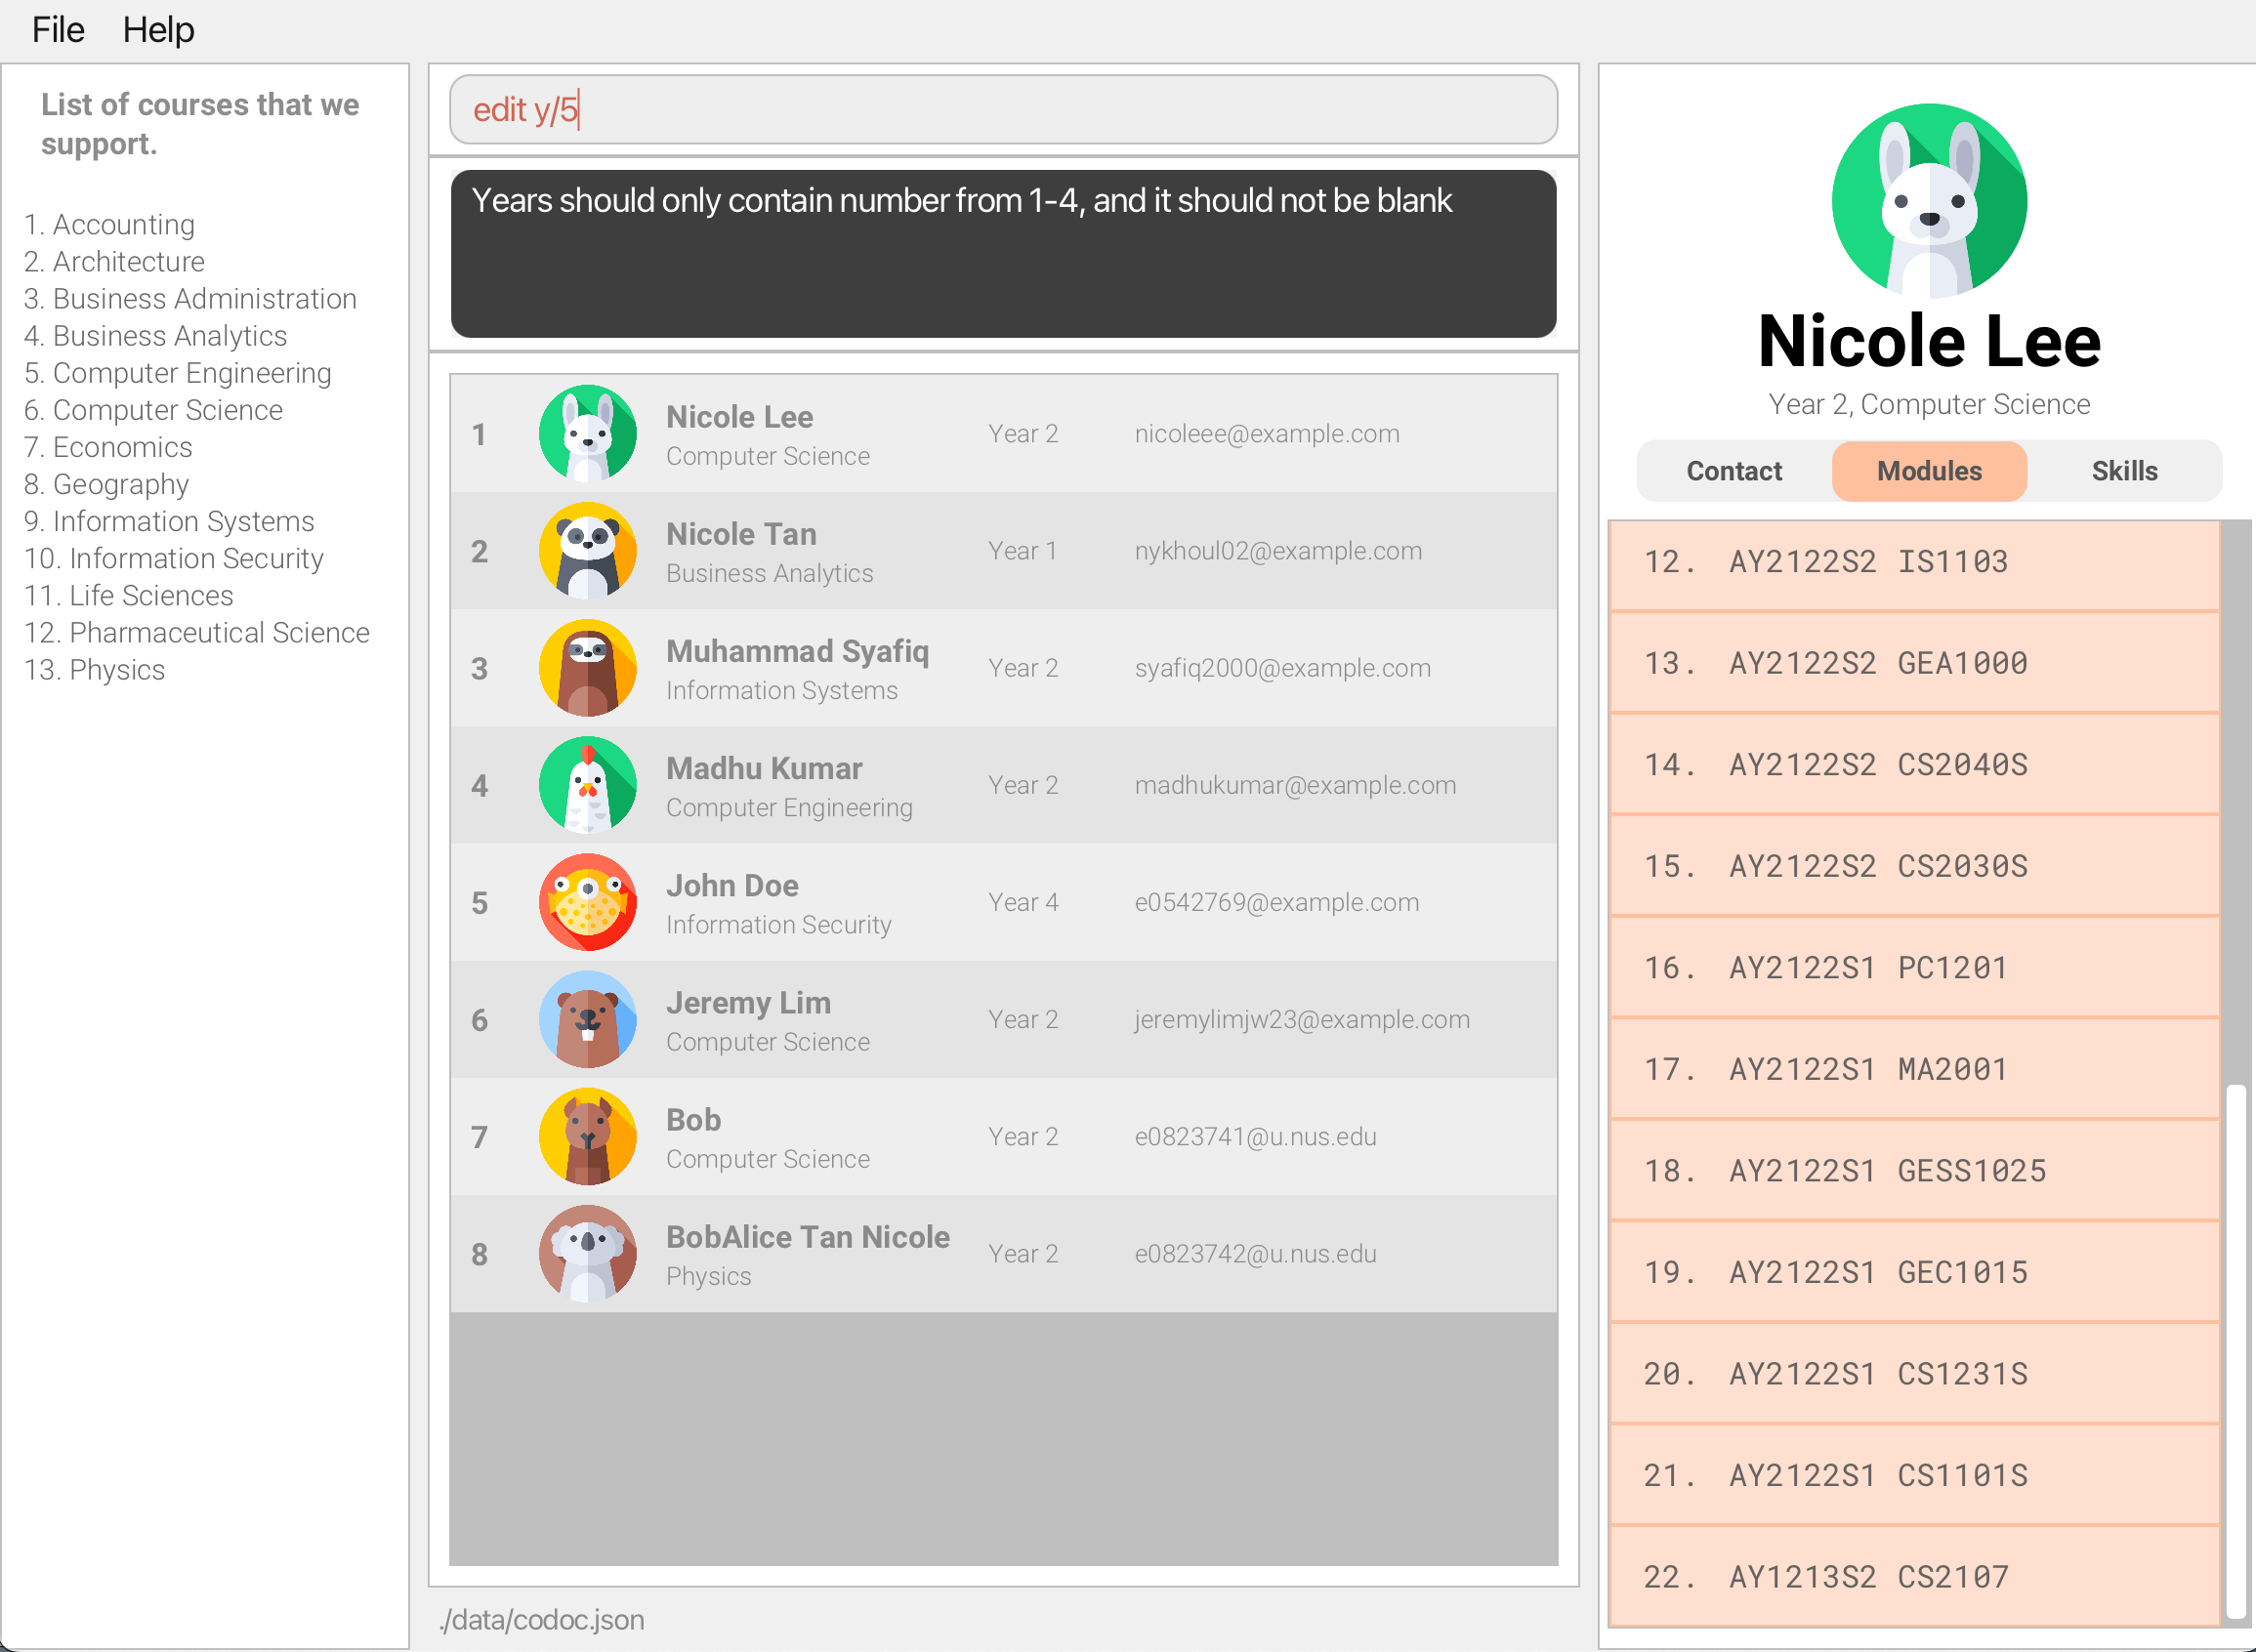 File Help
List of courses that we
support.
1. Accounting
2. Architecture
3. Business Administration
4. Business Analytics
5. Computer Engineering
6. Computer Science
7. Economics
8. Geography
9. Information Systems
10. Information Security
11. Life Sciences
12. Pharmaceutical Science
13. Physics
edit y/5
Years should only contain number from 1-4, and it should not be blank
1 Nicole Lee Year 2 nicoleee@example.com
Computer Science
2 Nicole Tan Year 1 nykhoul02@example.com
Business Analytics
3 Muhammad Syafiq Year 2 syafiq2000@example.com
Information Systems
4 Madhu Kumar Year 2 madhukumar@example.com
Computer Engineering
5 John Doe Year 4 e0542769@example.com
Information Security
6 Jeremy Lim Year 2 jeremylimjw23@example.com
Computer Science
7 Bob Year 2 e0823741@u.nus.edu
Computer Science
8 BobAlice Tan Nicole Year 2 e0823742@u.nus.edu
Physics
./data/codoc.json
Nicole Lee
Year 2, Computer Science
Contact Modules Skills
12. AY2122S2 IS1103
13. AY2122S2 GEA1000
14. AY2122S2 CS2040S
15. AY2122S2 CS2030S
16. AY2122S1 PC1201
17. AY2122S1 MA2001
18. AY2122S1 GESS1025
19. AY2122S1 GEC1015
20. AY2122S1 CS1231S
21. AY2122S1 CS1101S
22. AY1213S2 CS2107